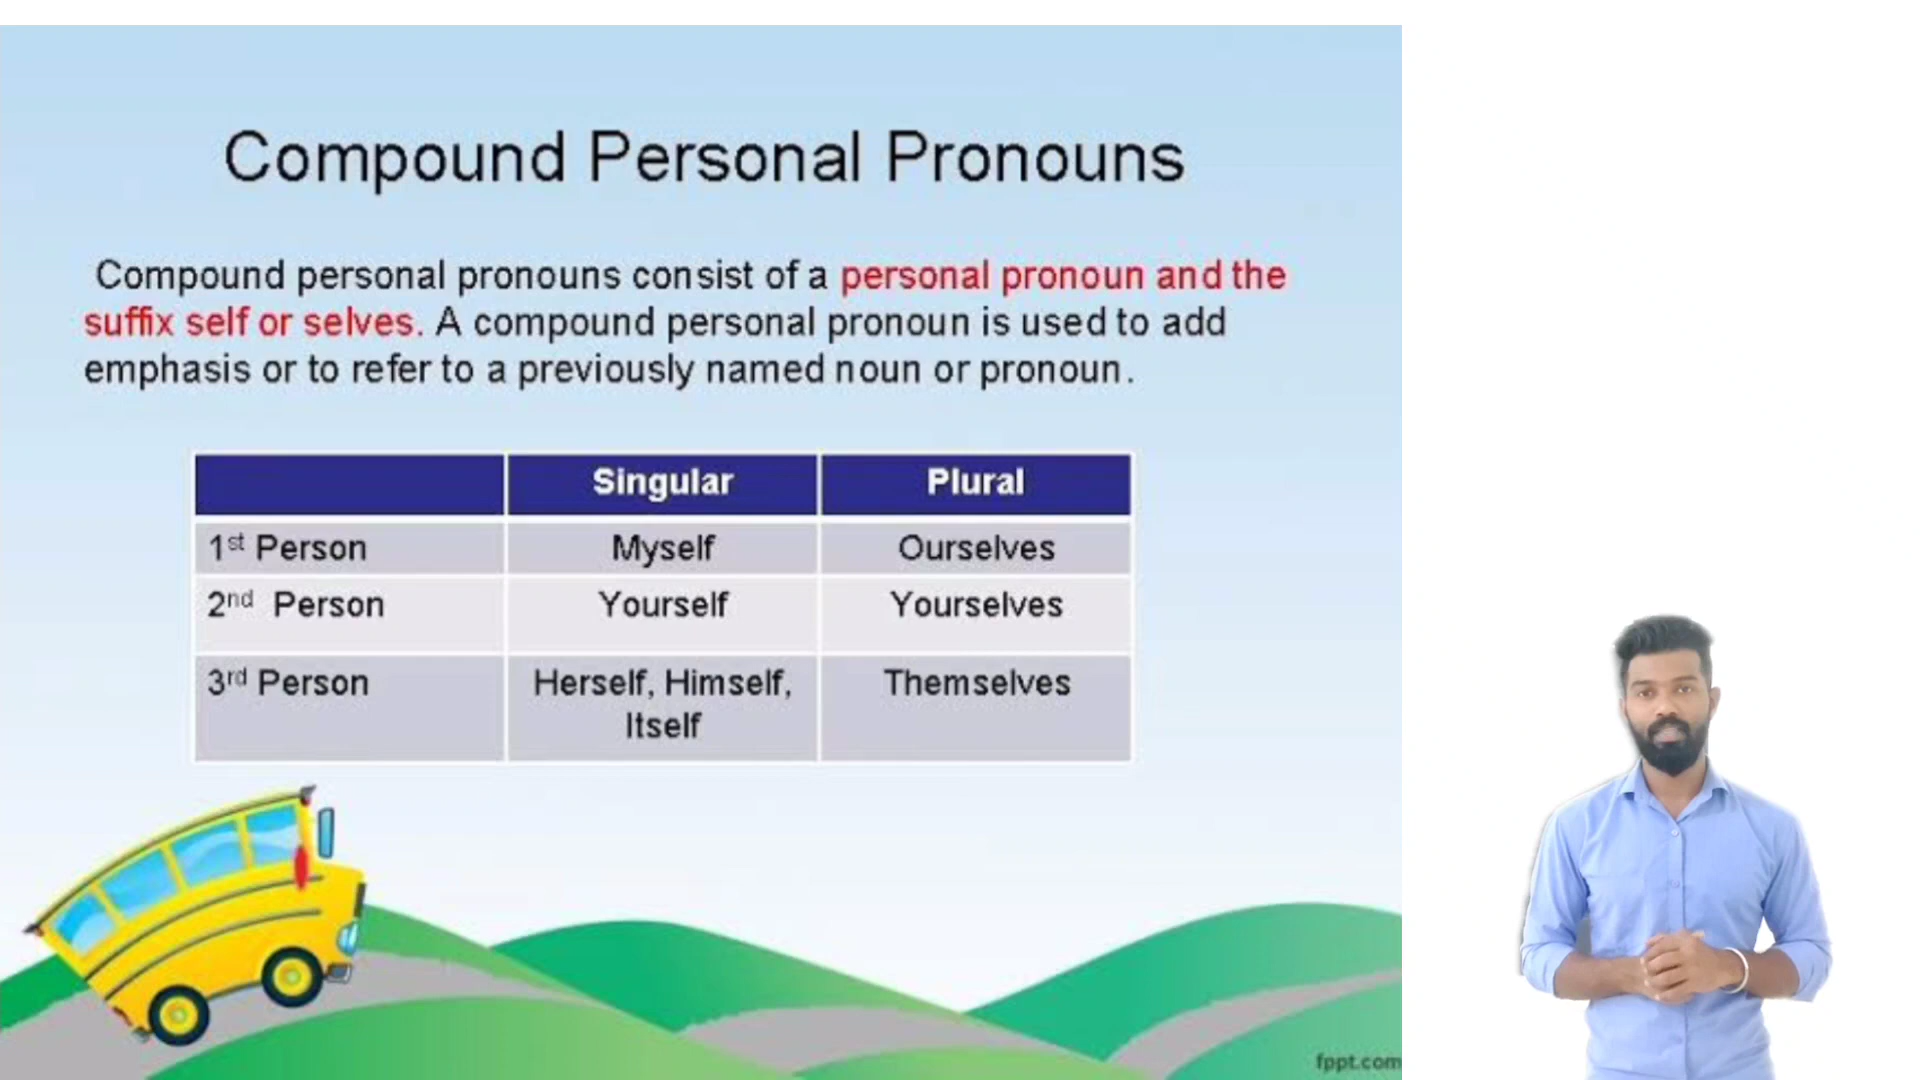 Compound Personal Pronouns
Compound personal pronouns consist of a personal pronoun and the
suffix self or selves. A compound personal pronoun is used to add
emphasis or to refer to a previously named noun or pronoun.
Singular Plural
1st Person Myself Ourselves
2nd Person Yourself Yourselves
3rd Person Herself, Himself, Themselves
Itself
fppt.com